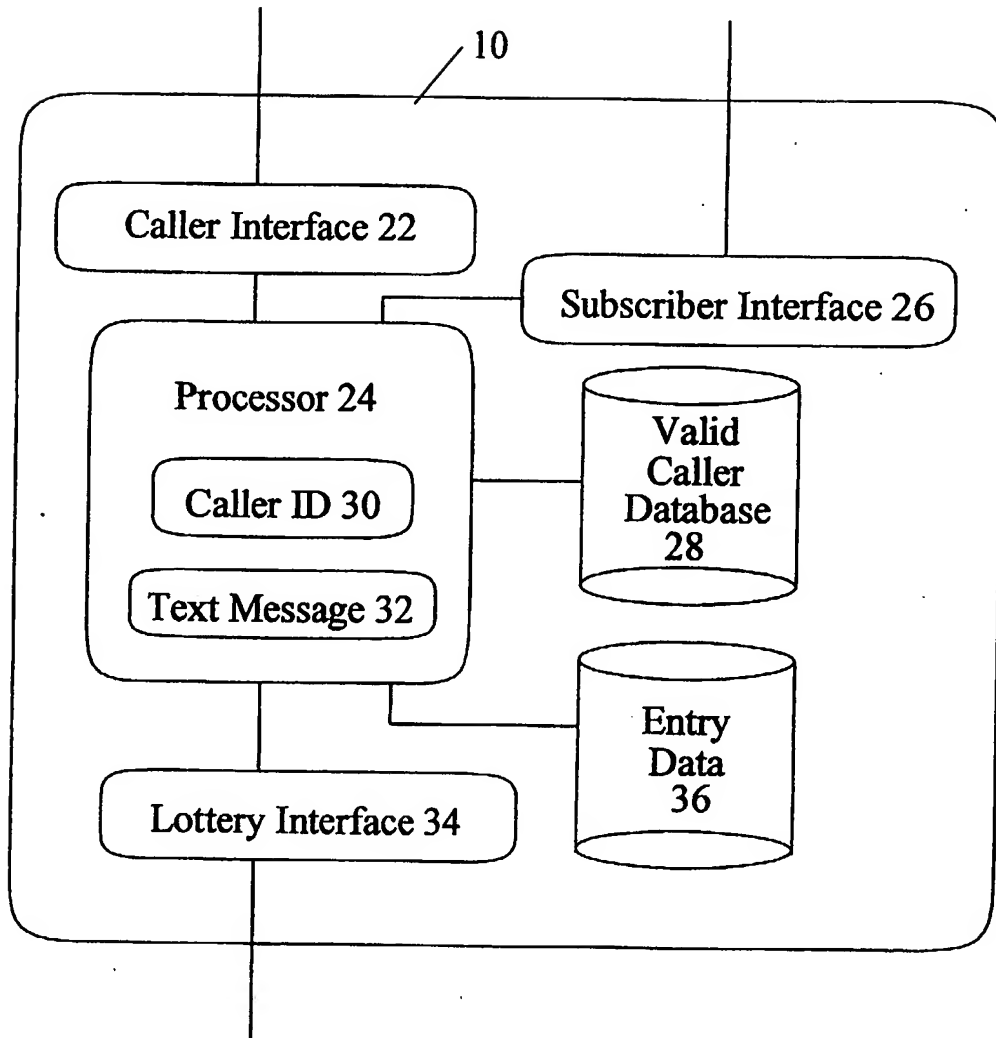 10
Caller Interface 22
Subscriber Interface 26
Processor 24
Caller ID 30
Text Message 32
Valid
Caller
Database
28
Entry
Data
36
Lottery Interface 34